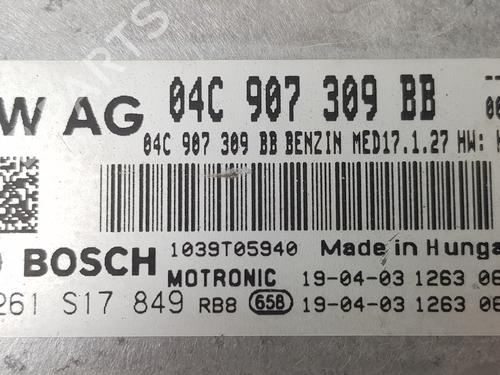 W AG 04C 907 309 BB
04C 907 309 BB BENZIN MED17.1.27 HW:
BOSCH 1039T05940 Made in Hunga
MOTRONIC 19-04-03 1263
261 S17 849 RB8 658 19-04-03 1263
PARTS